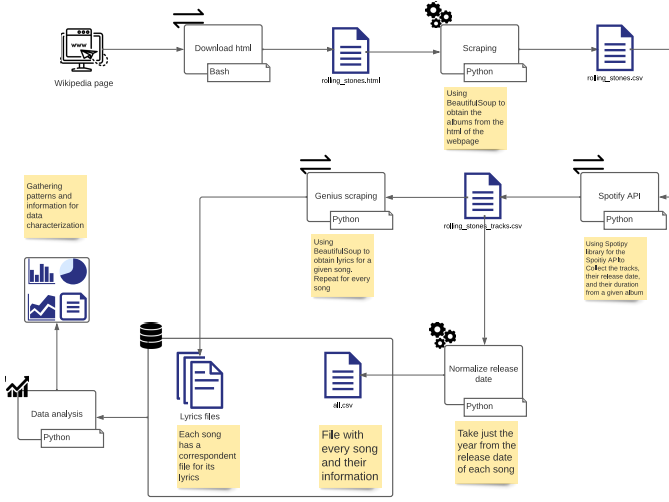 www
Wikipedia page
Download html
Bash
rolling_stones.html
Scraping
Python
rolling_stones.csv
Using
BeautifulSoup to
obtain the
albums from the
html of the
webpage
Gathering
patterns and
information for
data
characterization
Genius scraping
Python
rolling_stones_tracks.csv
Spotify API
Python
Using
BeautifulSoup to
obtain lyrics for a
given song.
Repeat for every
song
Using Spotipy
library for the
Spoitiy APIto
Collect the tracks,
their release date,
and their duration
from a given album
Normalize release
date
Python
Data analysis
Python
Lyrics files
all.csv
Each song
has a
correspondent
file for its
lyrics
File with
every song
and their
information
Take just the
year from the
release date
of each song